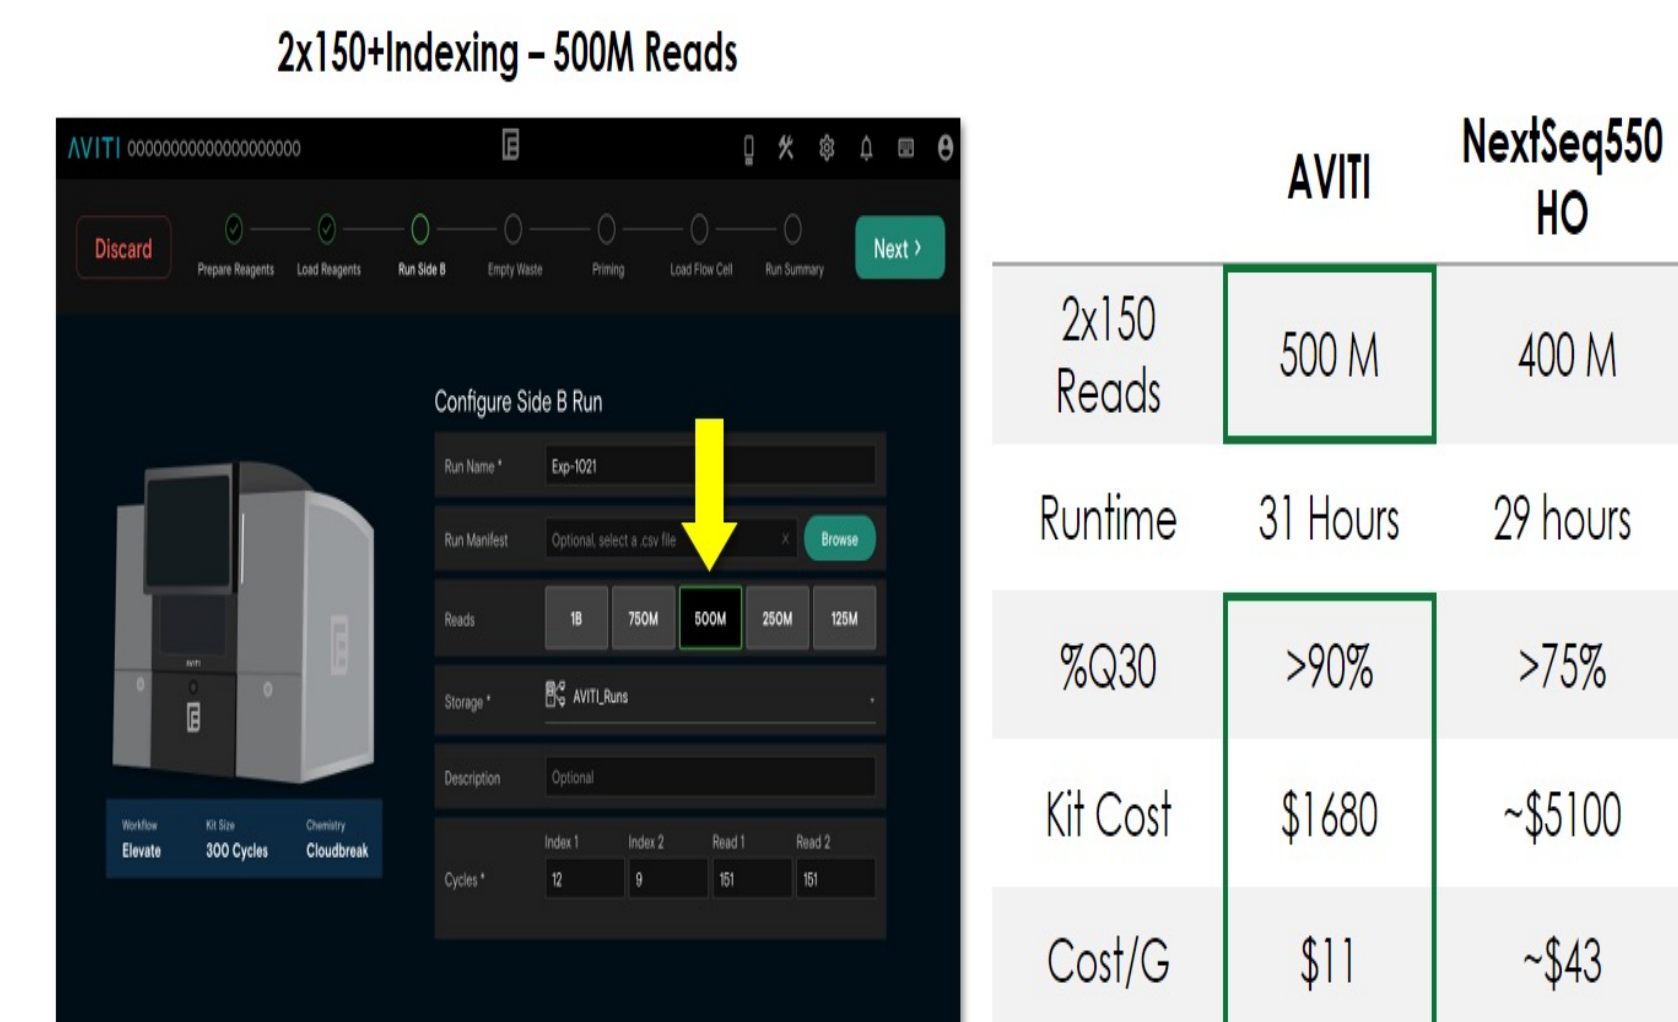 2x150+Indexing – 500M Reads
AVITI 00000000000000000000
Discard
Prepare Reagents
Load Reagents
Run Side B
Empty Waste
Priming
Load Flow Cell
Run Summary
Next >
Configure Side B Run
Run Name * Exp-1021
Run Manifest Optional, select a .csv file X Browse
Reads 1B 750M 500M 250M 125M
Storage * AVITI_Runs
Description Optional
Index 1 Index 2 Read 1 Read 2
Cycles * 12 9 151 151
AVITI
Workflow Kit Size Chemistry
Elevate 300 Cycles Cloudbreak
AVITI NextSeq550
HO
2x150
Reads 500 M 400 M
Runtime 31 Hours 29 hours
%Q30 >90% >75%
Kit Cost $1680 ~$5100
Cost/G $11 ~$43